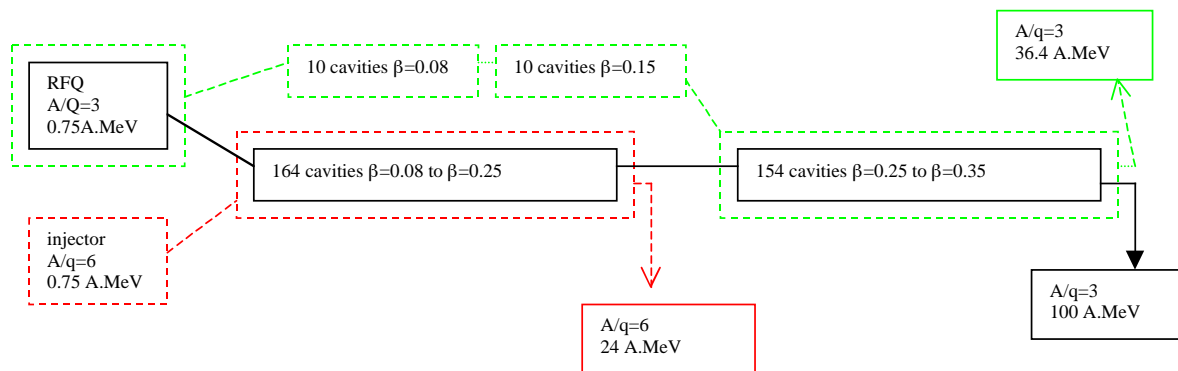 A/q=3
36.4 A.MeV
RFQ
A/Q=3
0.75A.MeV
10 cavities β=0.08
10 cavities β=0.15
164 cavities β=0.08 to β=0.25
154 cavities β=0.25 to β=0.35
injector
A/q=6
0.75 A.MeV
A/q=6
24 A.MeV
A/q=3
100 A.MeV